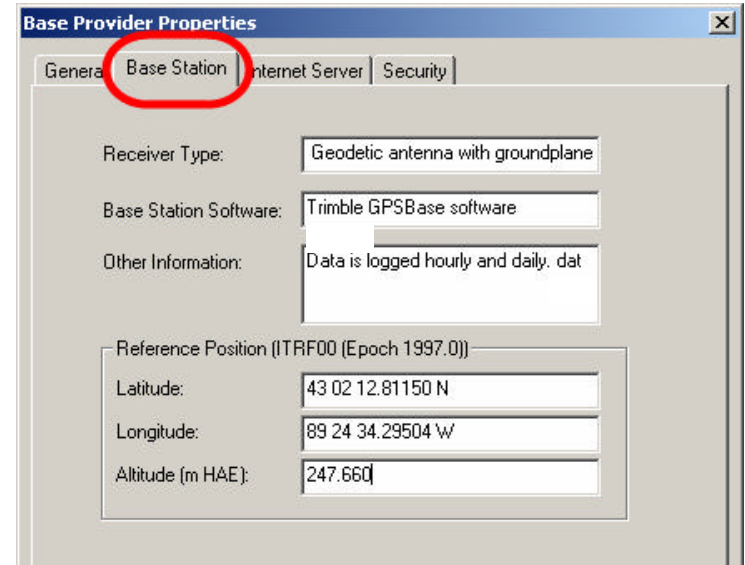 Base Provider Properties
General Base Station Internet Server Security
Receiver Type: Geodetic antenna with groundplane
Base Station Software: Trimble GPSBase software
Other Information: Data is logged hourly and daily. dat
Reference Position (ITRF00 (Epoch 1997.0))
Latitude: 43 02 12.81150 N
Longitude: 89 24 34.29504 W
Altitude (m HAE): 247.660